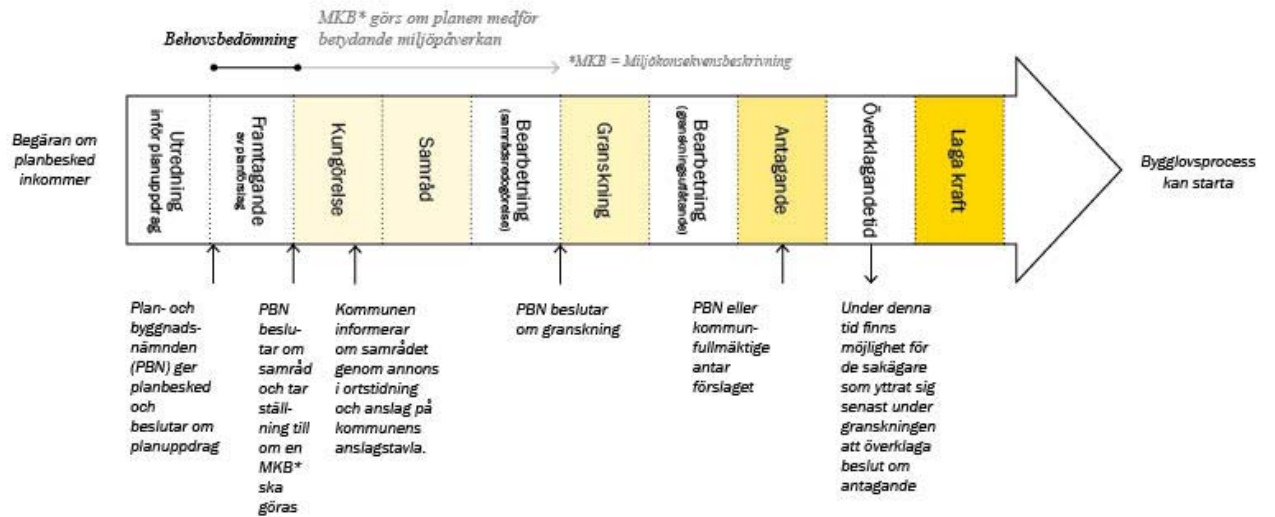 MKB* görs om planen medför
betydande miljöpåverkan
Behovsbedömning
*MKB = Miljökonsekvensbeskrivning
Begäran om
planbesked
inkommer
Utredning
inför planuppdrag
Framtagande
av planförslag
Kungörelse
Samråd
Bearbetning
(samrådsredogörelse)
Granskning
Bearbetning
(granskningsutlåtande)
Antagande
Överklagandetid
Laga kraft
Bygglovsprocess
kan starta
Plan- och
byggnads-
nämnden
(PBN) ger
planbesked
och
beslutar om
planuppdrag
PBN
beslu-
tar om
samråd
och tar
ställ-
ning till
om en
MKB*
ska
göras
Kommunen
informerar
om samrådet
genom annons
i ortstidning
och anslag på
kommunens
anslagstavla.
PBN beslutar
om granskning
PBN eller
kommun-
fullmäktige
antar
förslaget
Under denna
tid finns
möjlighet för
de sakägare
som yttrat sig
senast under
granskningen
att överklaga
beslut om
antagande